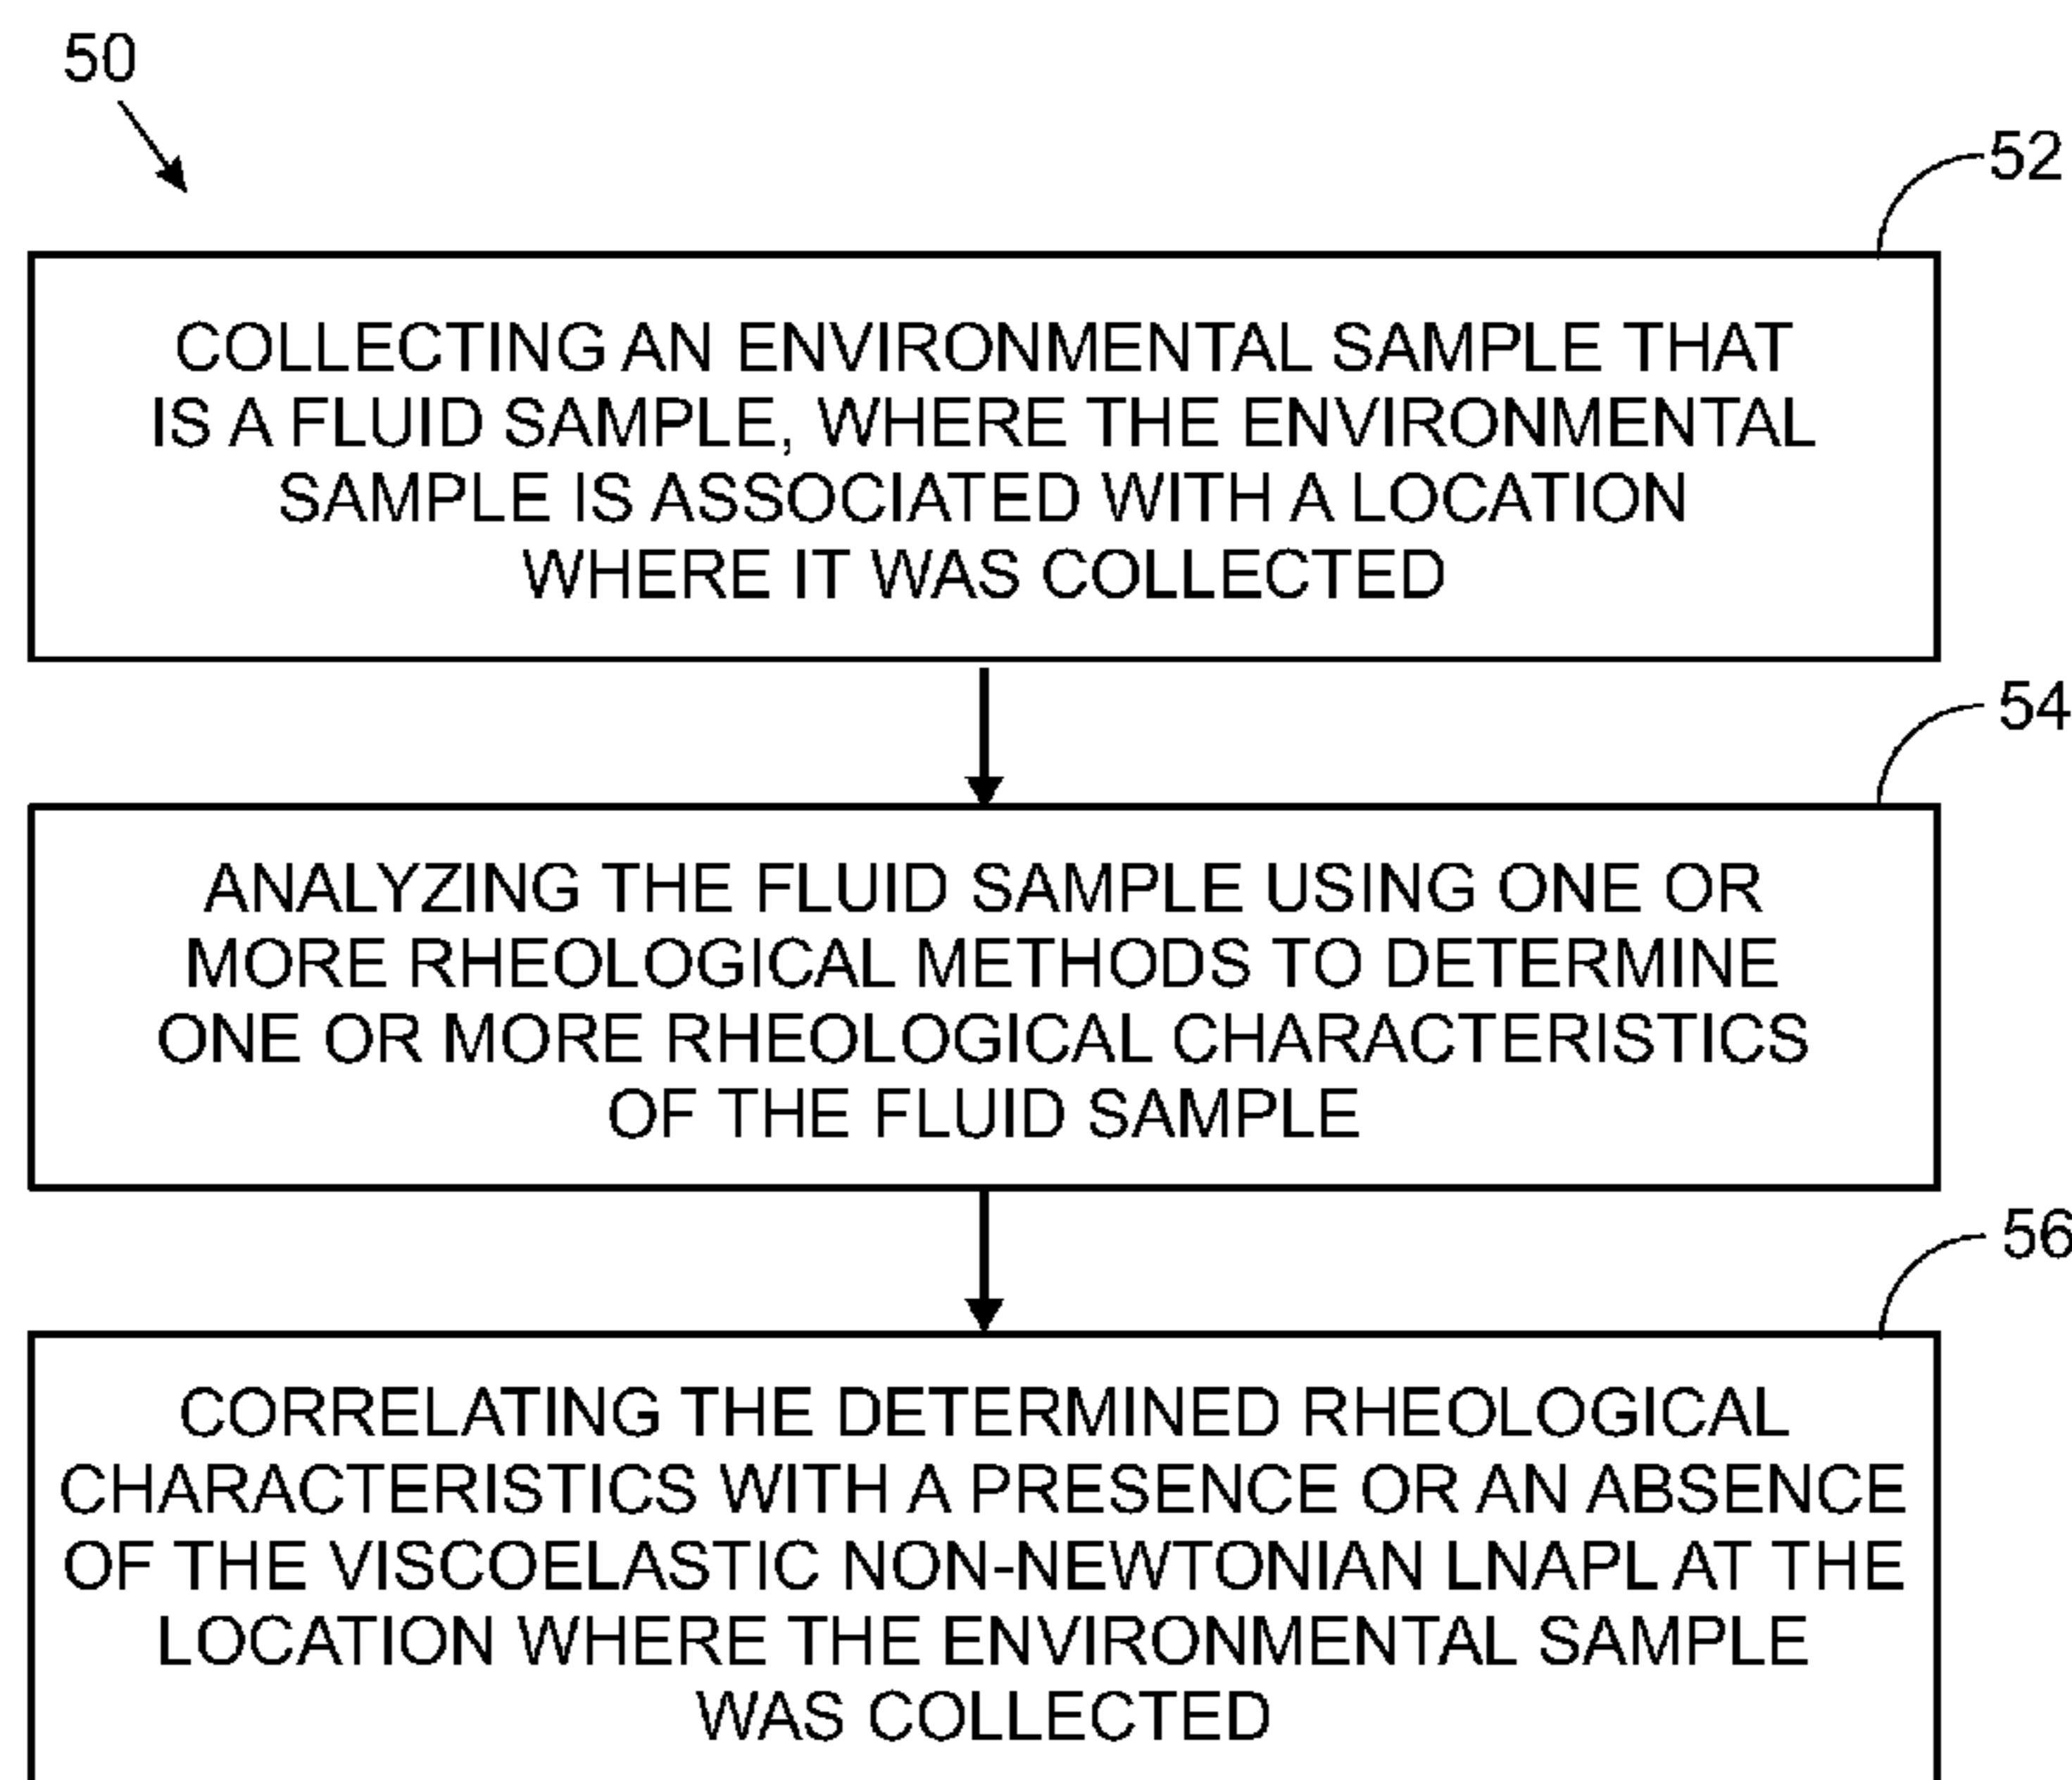 50
52
COLLECTING AN ENVIRONMENTAL SAMPLE THAT
IS A FLUID SAMPLE, WHERE THE ENVIRONMENTAL
SAMPLE IS ASSOCIATED WITH A LOCATION
WHERE IT WAS COLLECTED
54
ANALYZING THE FLUID SAMPLE USING ONE OR
MORE RHEOLOGICAL METHODS TO DETERMINE
ONE OR MORE RHEOLOGICAL CHARACTERISTICS
OF THE FLUID SAMPLE
56
CORRELATING THE DETERMINED RHEOLOGICAL
CHARACTERISTICS WITH A PRESENCE OR AN ABSENCE
OF THE VISCOELASTIC NON-NEWTONIAN LNAPL AT THE
LOCATION WHERE THE ENVIRONMENTAL SAMPLE
WAS COLLECTED